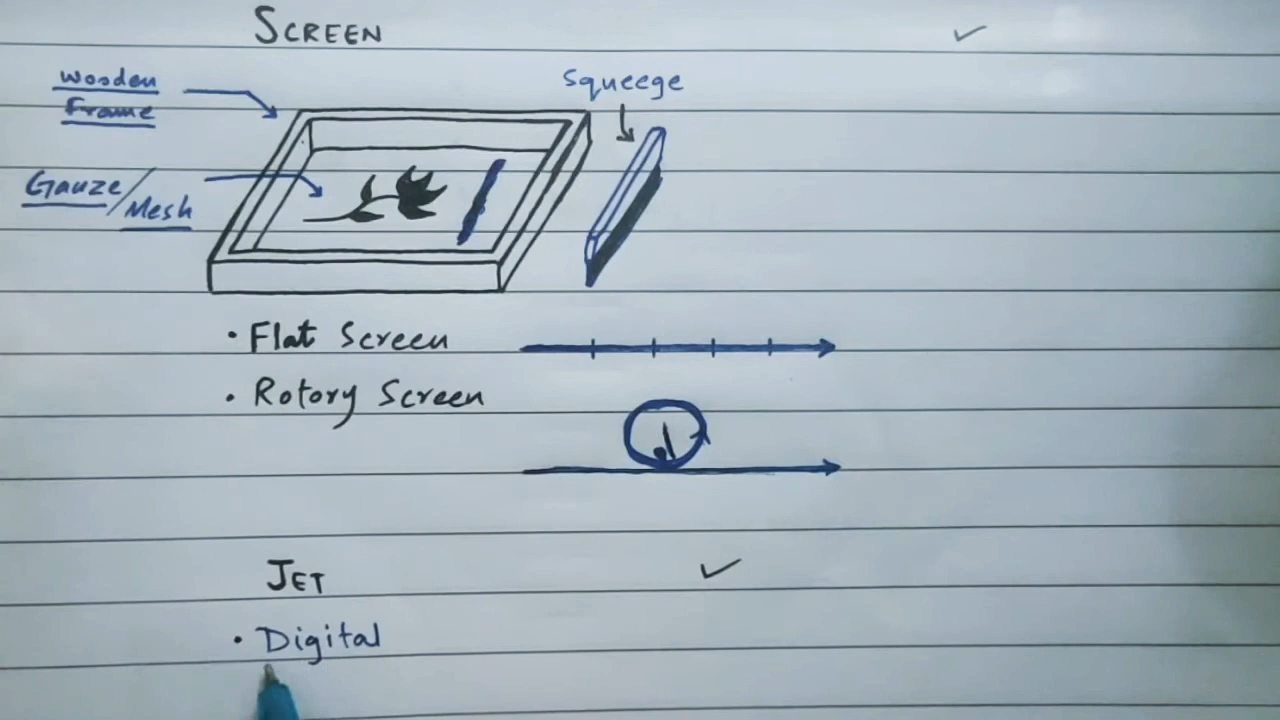 SCREEN
Wooden
Frame
Squeege
Gauze/
Mesh
• Flat Screen
• Rotory Screen
JET
• Digital